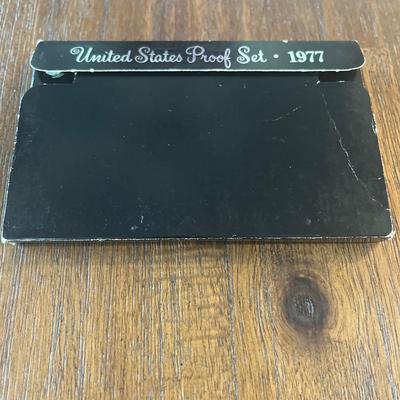 United States Proof Set · 1977